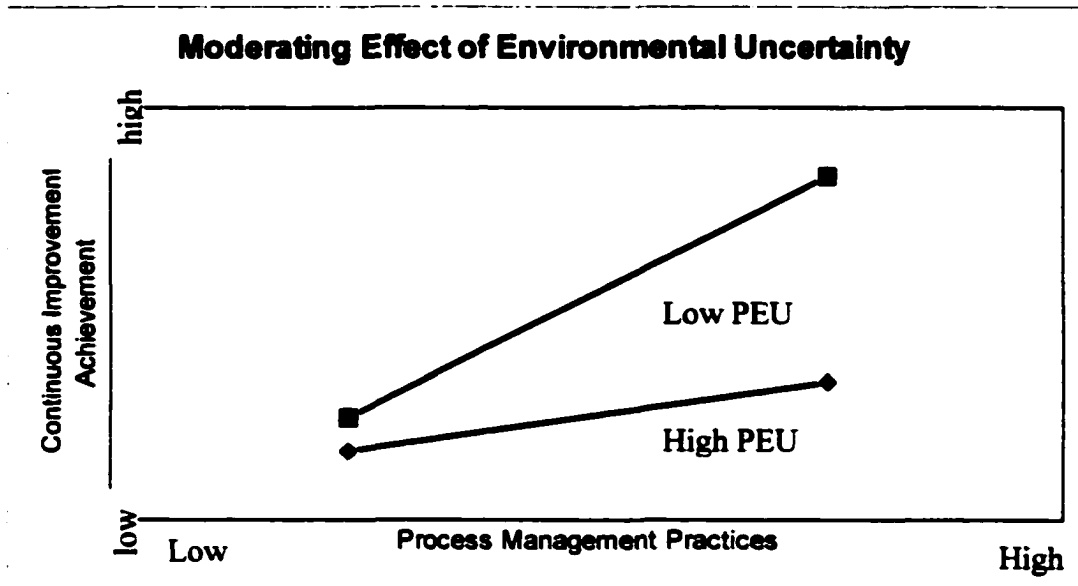 Moderating Effect of Environmental Uncertainty
high
Continuous Improvement
Achievement
Low PEU
High PEU
low
Low
Process Management Practices
High